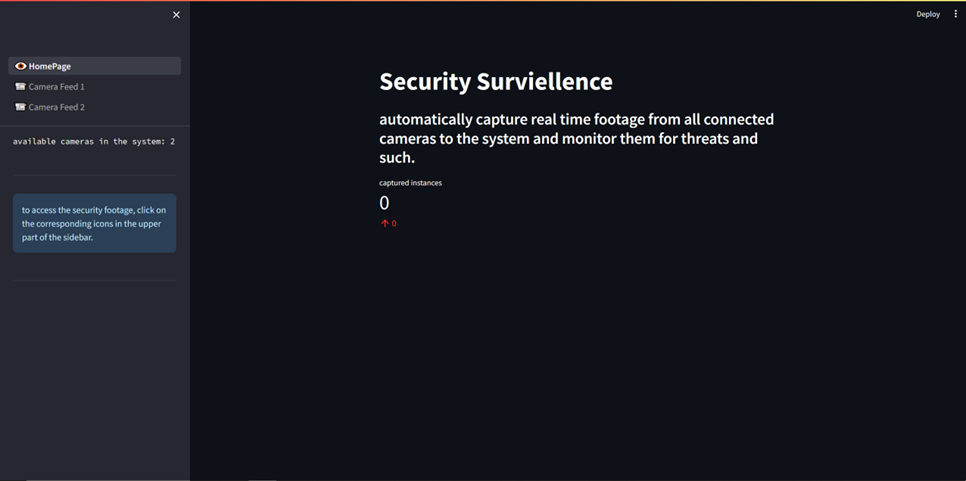 HomePage
Camera Feed 1
Camera Feed 2
available cameras in the system: 2
to access the security footage, click on
the corresponding icons in the upper
part of the sidebar.
Deploy
Security Surviellence
automatically capture real time footage from all connected
cameras to the system and monitor them for threats and
such.
captured instances
0
↑ 0